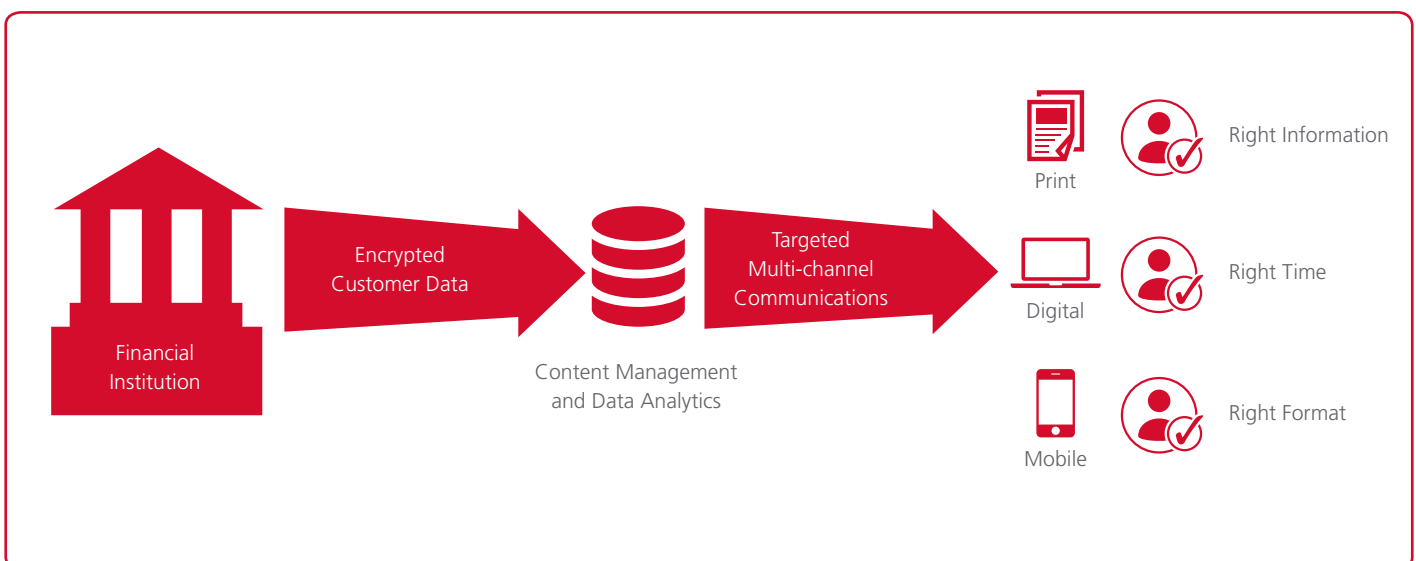 Financial
Institution
Encrypted
Customer Data
Content Management
and Data Analytics
Targeted
Multi-channel
Communications
Print
Right Information
Digital
Right Time
Mobile
Right Format